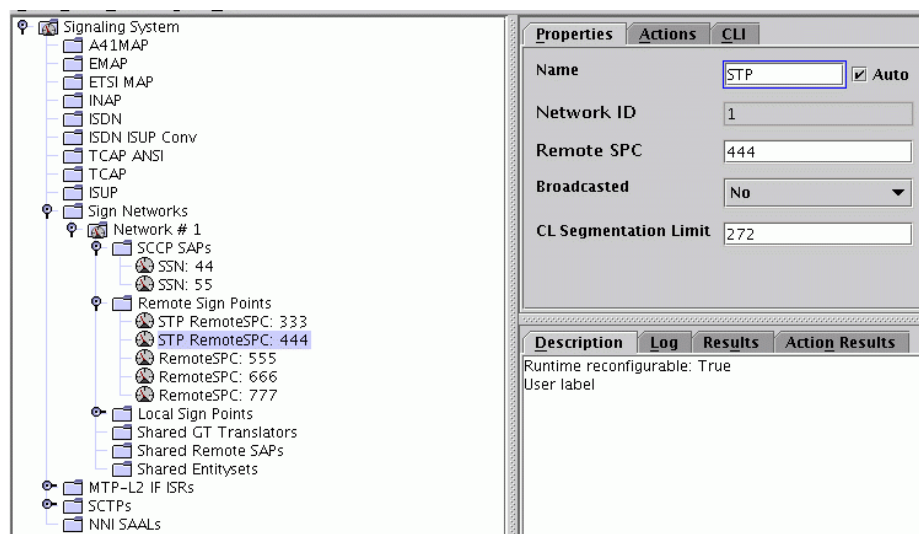 Signaling System
A41MAP
EMAP
ETSI MAP
INAP
ISDN
ISDN ISUP Conv
TCAP ANSI
TCAP
ISUP
Sign Networks
Network # 1
SCCP SAPs
SSN: 44
SSN: 55
Remote Sign Points
STP RemoteSPC: 333
STP RemoteSPC: 444
RemoteSPC: 555
RemoteSPC: 666
RemoteSPC: 777
Local Sign Points
Shared GT Translators
Shared Remote SAPs
Shared Entitysets
MTP-L2 IF ISRs
SCTPs
NNI SAALs
Properties Actions CLI
Name STP Auto
Network ID 1
Remote SPC 444
Broadcasted No
CL Segmentation Limit 272
Description Log Results Action Results
Runtime reconfigurable: True
User label